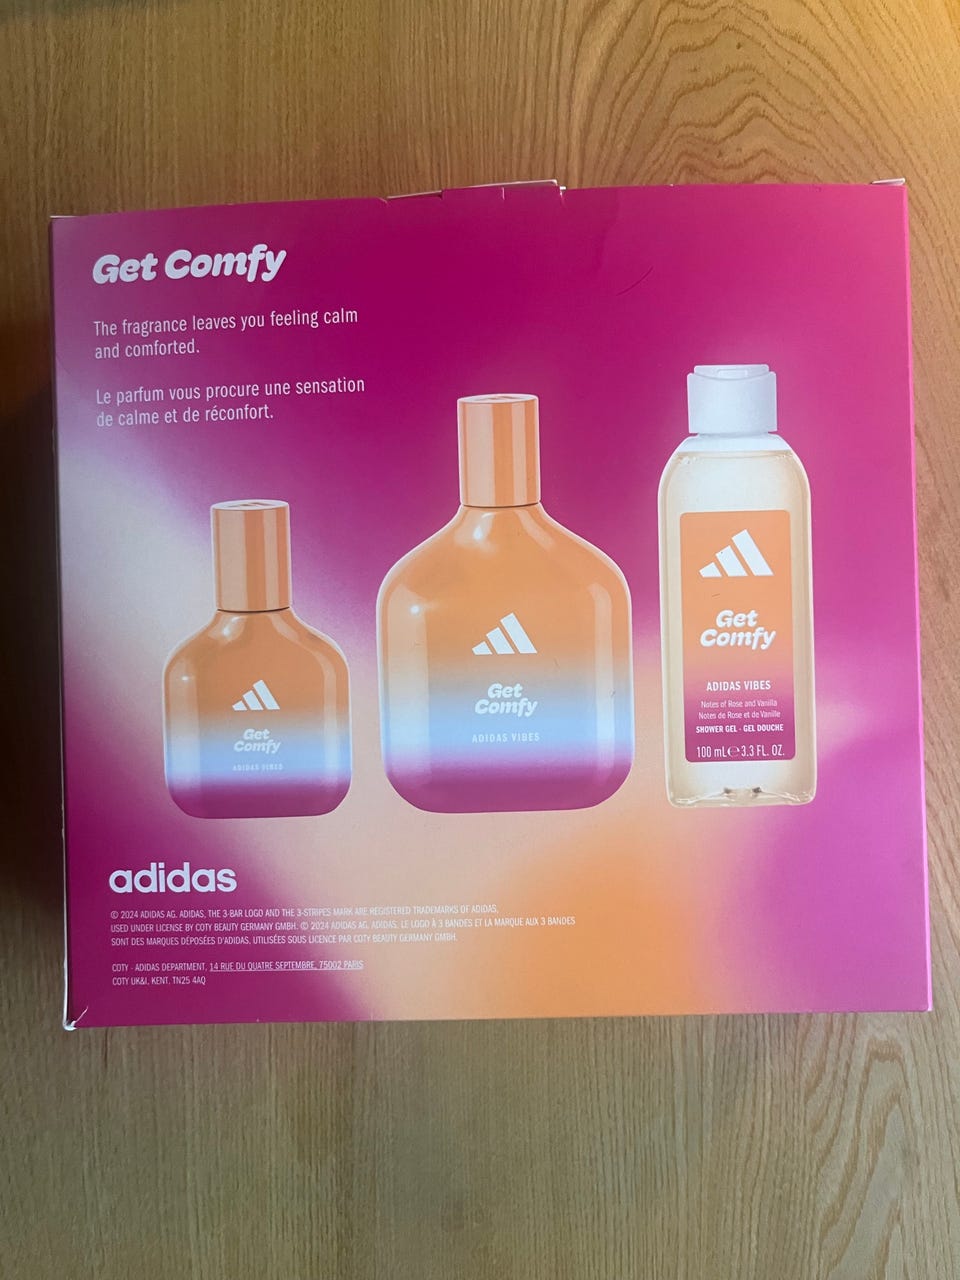 Get Comfy
The fragrance leaves you feeling calm
and comforted.
Le parfum vous procure une sensation
de calme et de réconfort.
Get
Comfy
ADIDAS VIBES
Get
Comfy
ADIDAS VIBES
Get
Comfy
ADIDAS VIBES
Notes of Rose and Vanilla
Notes de Rose et de Vanille
SHOWER GEL - GEL DOUCHE
100 mL ℮ 3.3 FL. OZ.
adidas
© 2024 ADIDAS AG. ADIDAS, THE 3-BAR LOGO AND THE 3-STRIPES MARK ARE REGISTERED TRADEMARKS OF ADIDAS,
USED UNDER LICENSE BY COTY BEAUTY GERMANY GMBH. © 2024 ADIDAS AG. ADIDAS, LE LOGO À 3 BANDES ET LA MARQUE AUX 3 BANDES
SONT DES MARQUES DÉPOSÉES D'ADIDAS, UTILISÉES SOUS LICENCE PAR COTY BEAUTY GERMANY GMBH.
COTY - ADIDAS DEPARTMENT, 14 RUE DU QUATRE SEPTEMBRE, 75002 PARIS
COTY UK&I, KENT, TN25 4AQ